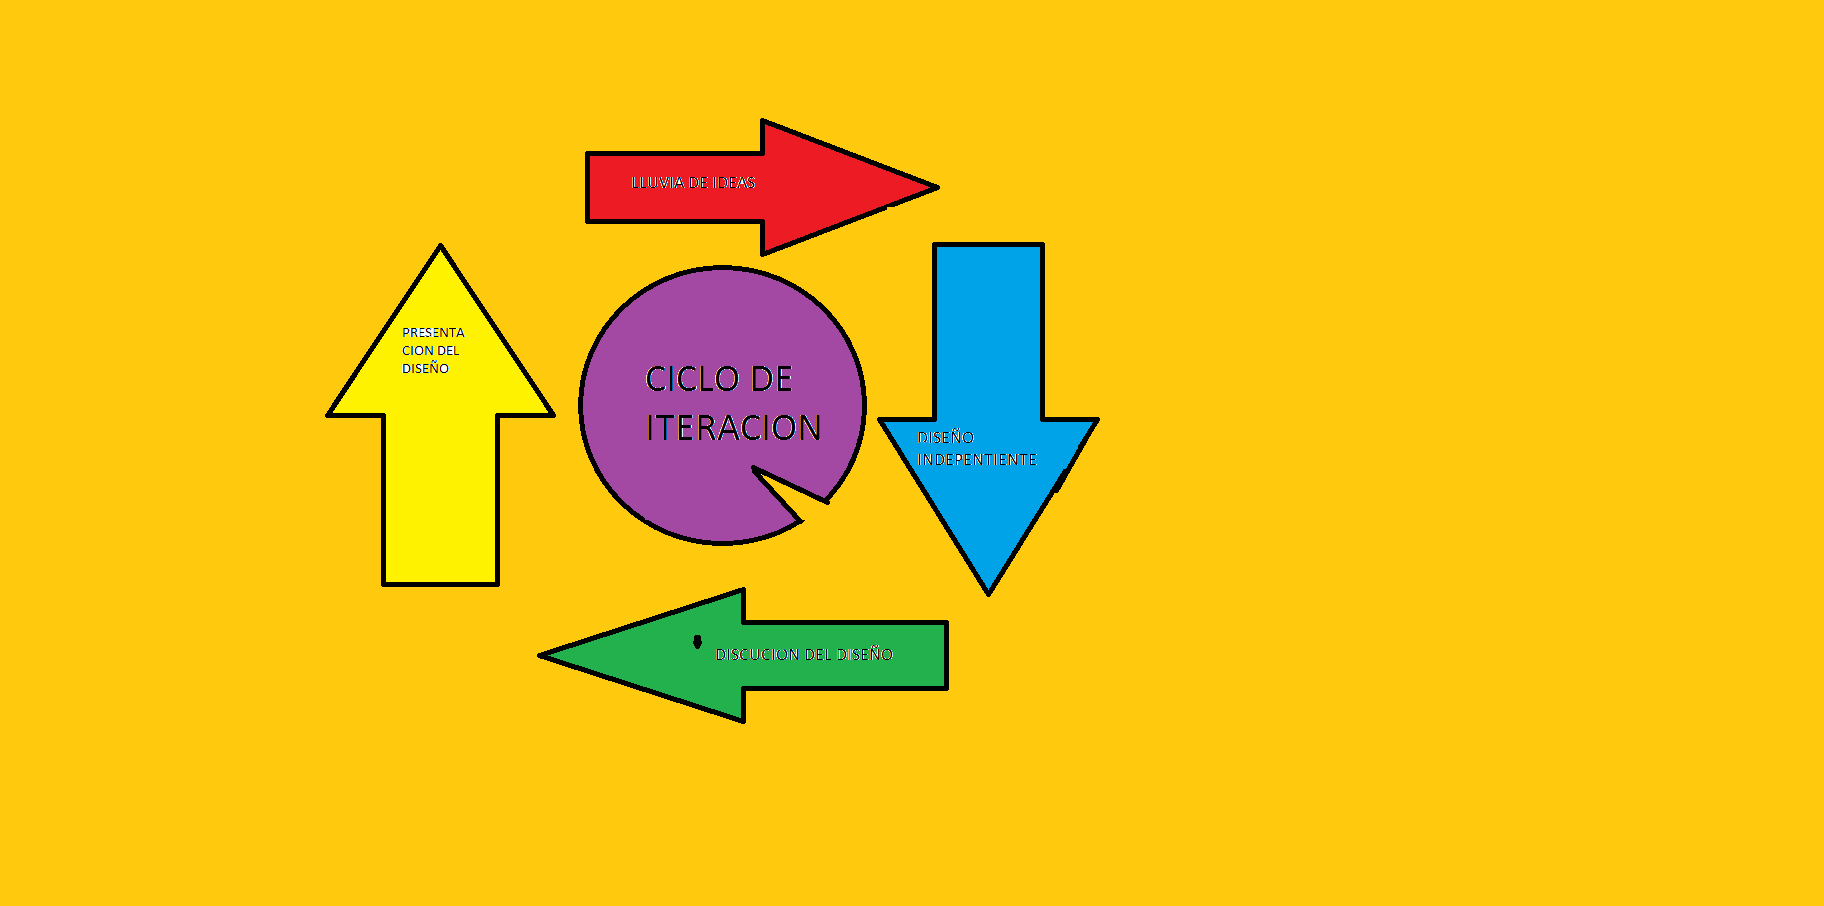 LLUVIA DE IDEAS
PRESENTA
CION DEL
DISEÑO
CICLO DE
ITERACION
DISEÑO
INDEPENTIENTE
DISCUCION DEL DISEÑO